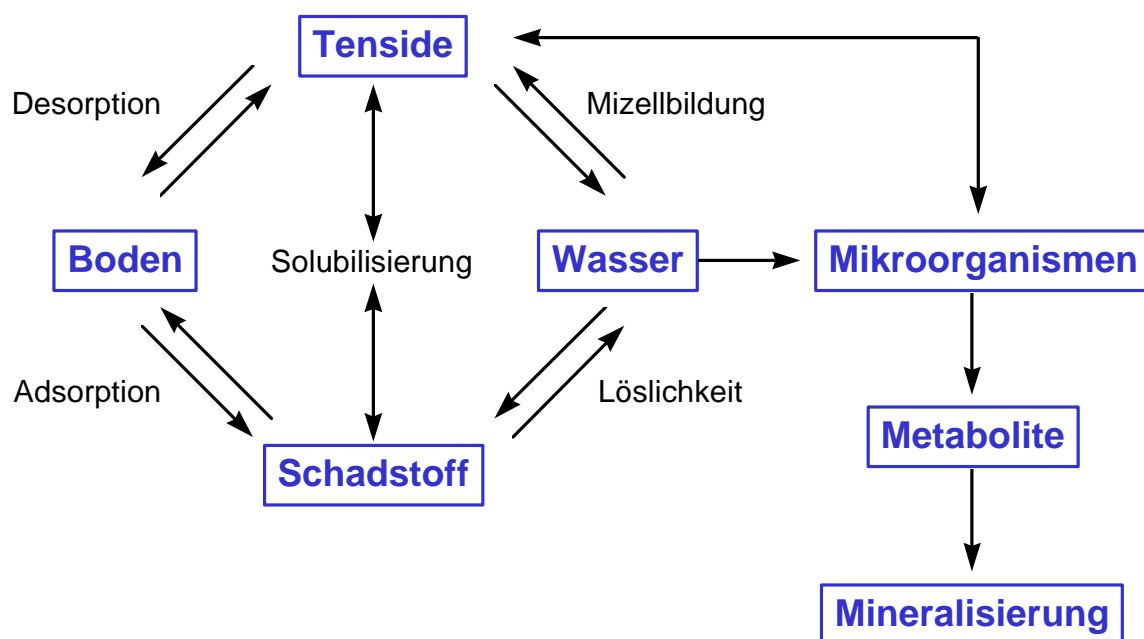 Tenside
Desorption
Mizellbildung
Boden
Solubilisierung
Wasser
Mikroorganismen
Adsorption
Löslichkeit
Schadstoff
Metabolite
Mineralisierung